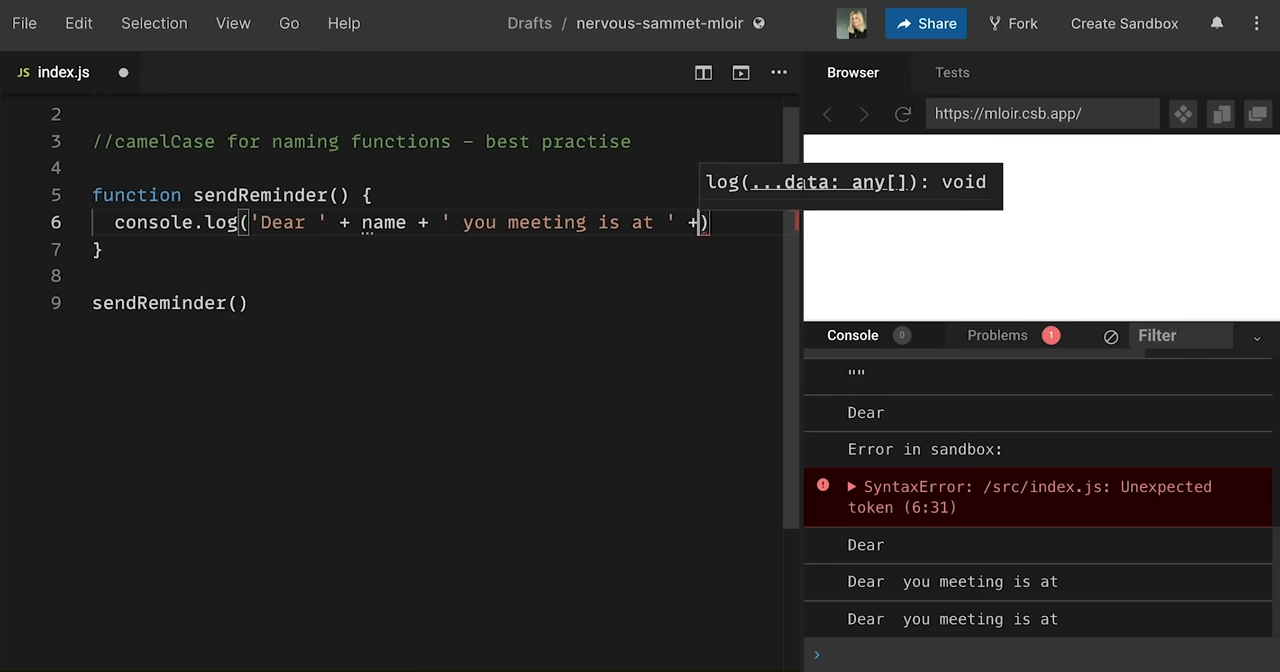 File Edit Selection View Go Help Drafts / nervous-sammet-mloir Share Fork Create Sandbox
JS index.js Browser Tests
https://mloir.csb.app/
2
3 //camelCase for naming functions - best practise
4
log(...data: any[]): void
5 function sendReminder() {
6 console.log('Dear ' + name + ' you meeting is at ' +)
7 }
8
9 sendReminder()
Console 0 Problems 1 Filter
""
Dear
Error in sandbox:
SyntaxError: /src/index.js: Unexpected
token (6:31)
Dear
Dear  you meeting is at
Dear  you meeting is at